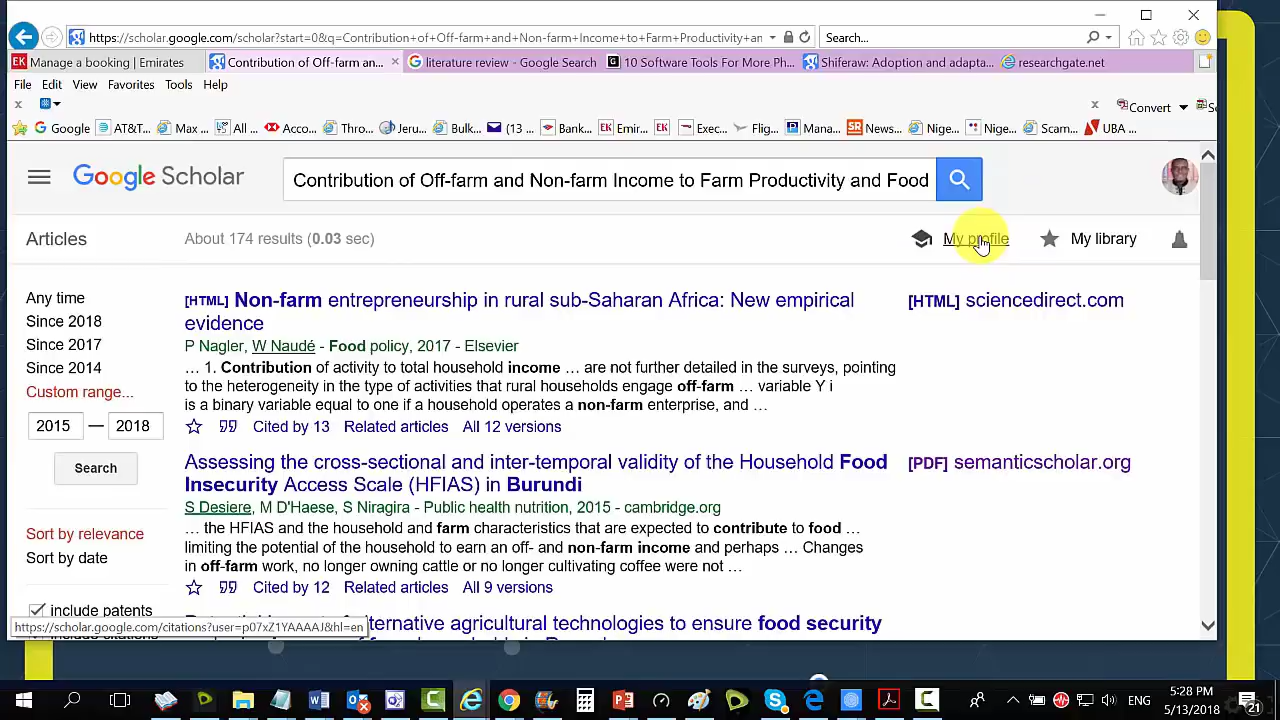 https://scholar.google.com/scholar?start=0&q=Contribution+of+Off-farm+and+Non-farm+Income+to+Farm+Productivity+an
Search...
EK Manage a booking | Emirates
Contribution of Off-farm an...
literature review - Google Search
10 Software Tools For More Ph...
Shiferaw: Adoption and adapta...
researchgate.net
File Edit View Favorites Tools Help
x
x Convert
Google AT&T... Max ... All ... Acco... Thro... Jeru... Bulk... (13 ... Bank... EK Emir... EK Exec... Flig... Mana... SR News... Nige... Nige... Scam... UBA ...
Google Scholar
Contribution of Off-farm and Non-farm Income to Farm Productivity and Food
Articles
About 174 results (0.03 sec)
My profile
My library
Any time
Since 2018
Since 2017
Since 2014
Custom range...
2015 — 2018
Search
Sort by relevance
Sort by date
include patents
[HTML] Non-farm entrepreneurship in rural sub-Saharan Africa: New empirical
evidence
P Nagler, W Naudé - Food policy, 2017 - Elsevier
... 1. Contribution of activity to total household income ... are not further detailed in the surveys, pointing
to the heterogeneity in the type of activities that rural households engage off-farm ... variable Y i
is a binary variable equal to one if a household operates a non-farm enterprise, and ...
Cited by 13 Related articles All 12 versions
[HTML] sciencedirect.com
Assessing the cross-sectional and inter-temporal validity of the Household Food
Insecurity Access Scale (HFIAS) in Burundi
S Desiere, M D'Haese, S Niragira - Public health nutrition, 2015 - cambridge.org
... the HFIAS and the household and farm characteristics that are expected to contribute to food ...
limiting the potential of the household to earn an off- and non-farm income and perhaps ... Changes
in off-farm work, no longer owning cattle or no longer cultivating coffee were not ...
Cited by 12 Related articles All 9 versions
[PDF] semanticscholar.org
ternative agricultural technologies to ensure food security
https://scholar.google.com/citations?user=p07xZ1YAAAAJ&hl=en
ENG
5:28 PM
5/13/2018
21